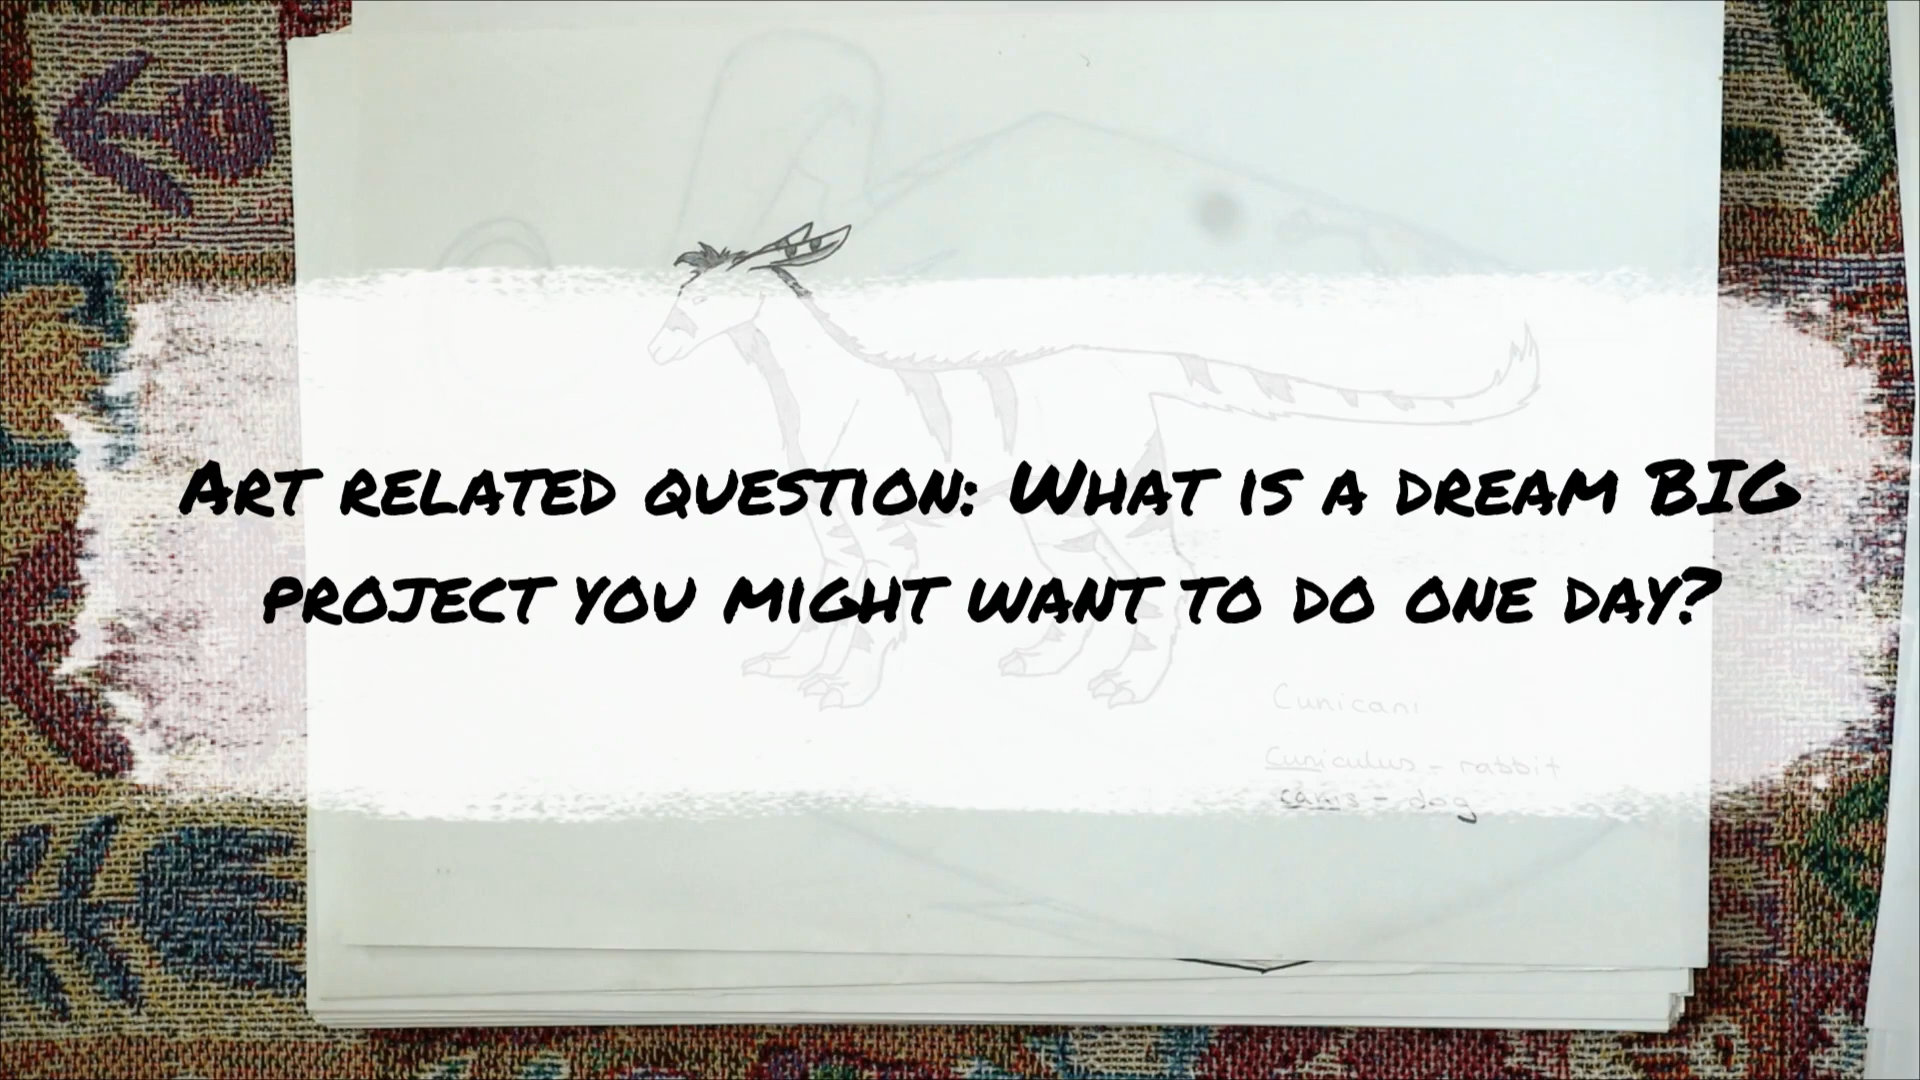 Art related question: What is a dream BIG
project you might want to do one day?
Cunicani
Cuniculus - rabbit
canis - dog